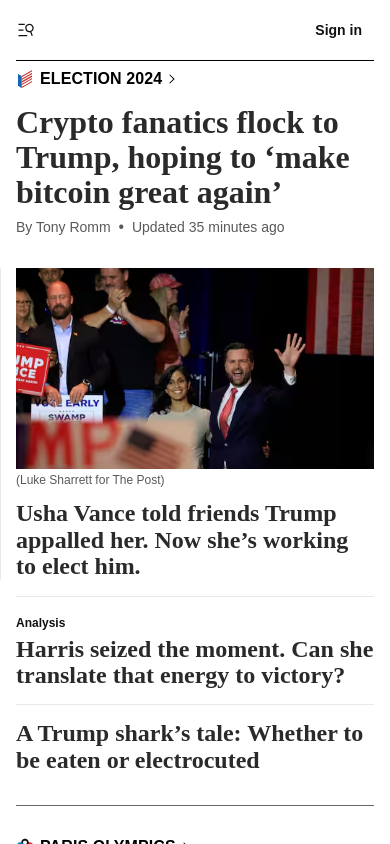 Sign in
ELECTION 2024
Crypto fanatics flock to
Trump, hoping to ‘make
bitcoin great again’
By Tony Romm • Updated 35 minutes ago
UMP
NCE
VOTE EARLY
SWAMP
MP
(Luke Sharrett for The Post)
Usha Vance told friends Trump
appalled her. Now she’s working
to elect him.
Analysis
Harris seized the moment. Can she
translate that energy to victory?
A Trump shark’s tale: Whether to
be eaten or electrocuted
PARIS OLYMPICS